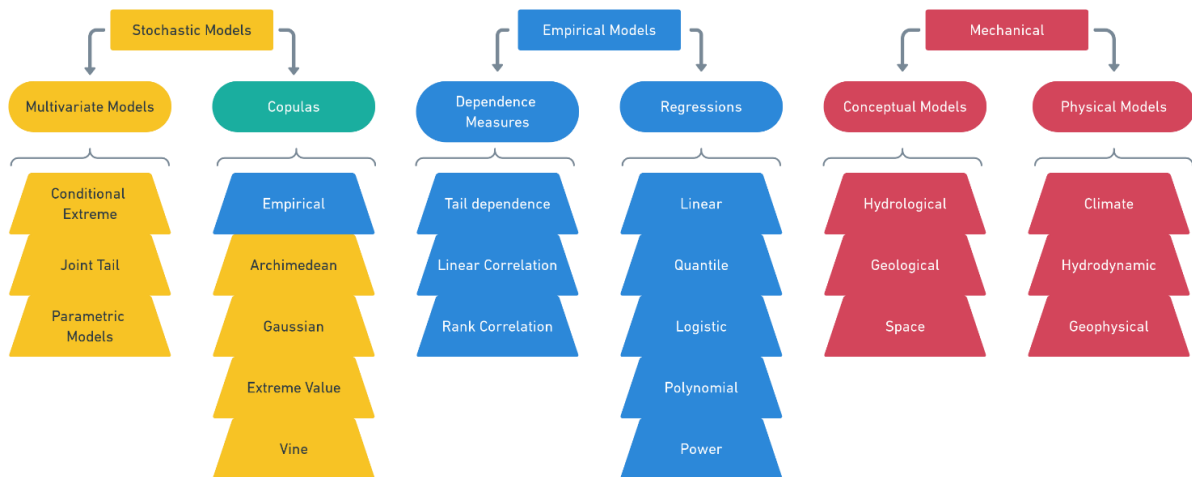 Stochastic Models
Empirical Models
Mechanical
Multivariate Models
Copulas
Dependence
Measures
Regressions
Conceptual Models
Physical Models
Conditional
Extreme
Joint Tail
Parametric
Models
Empirical
Archimedean
Gaussian
Extreme Value
Vine
Tail dependence
Linear Correlation
Rank Correlation
Linear
Quantile
Logistic
Polynomial
Power
Hydrological
Geological
Space
Climate
Hydrodynamic
Geophysical